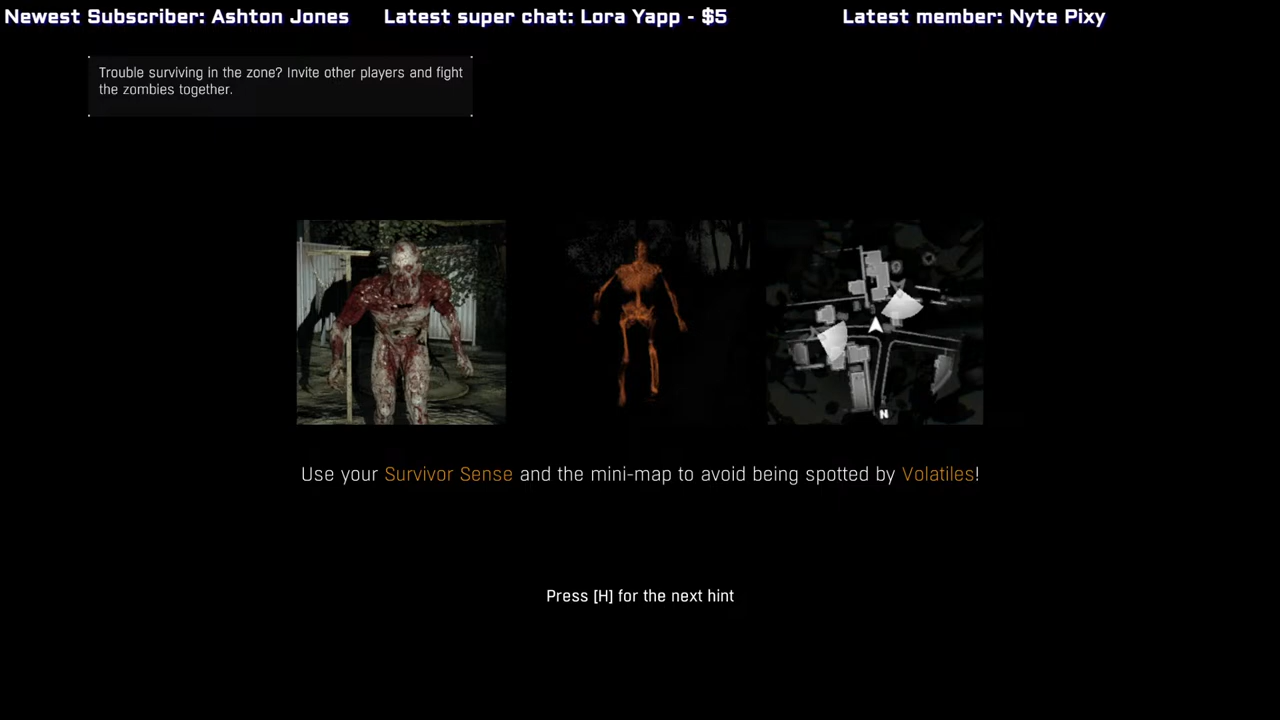 Newest Subscriber: Ashton Jones Latest super chat: Lora Yapp - $5 Latest member: Nyte Pixy
Trouble surviving in the zone? Invite other players and fight
the zombies together.
N
Use your Survivor Sense and the mini-map to avoid being spotted by Volatiles!
Press [H] for the next hint